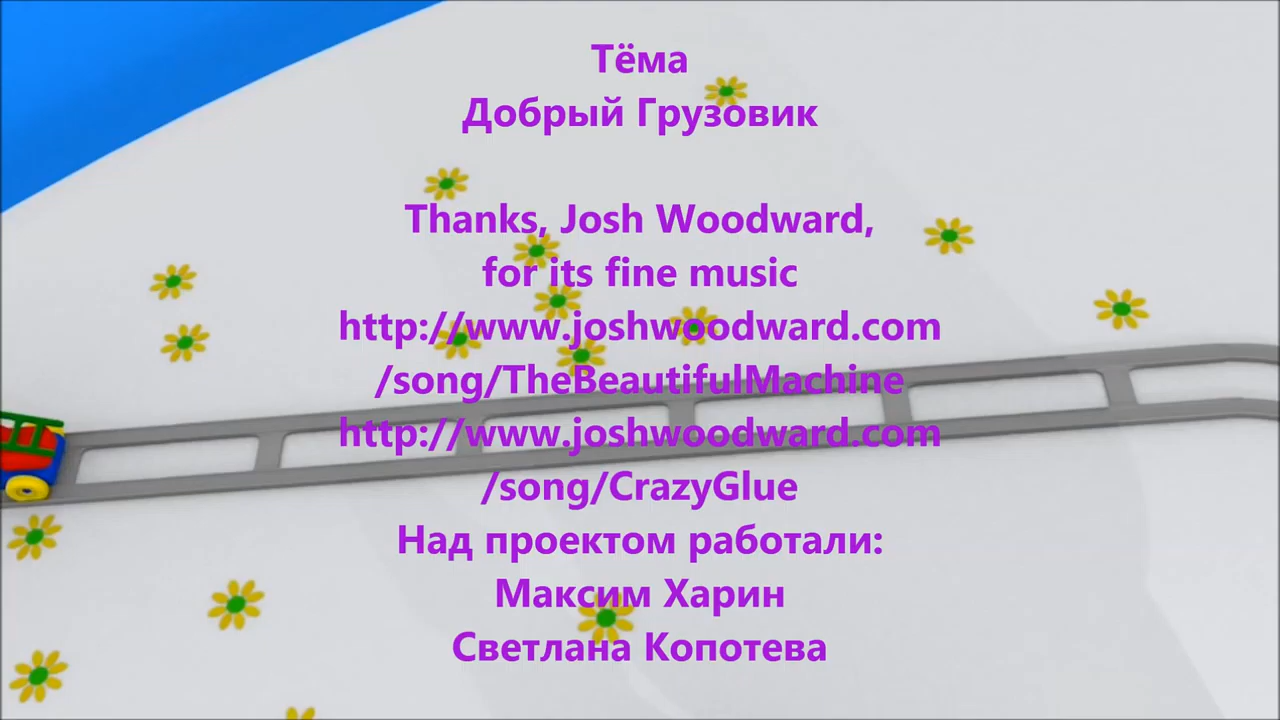 Тёма
Добрый Грузовик
Thanks, Josh Woodward,
for its fine music
http://www.joshwoodward.com
/song/TheBeautifulMachine
http://www.joshwoodward.com
/song/CrazyGlue
Над проектом работали:
Максим Харин
Светлана Копотева